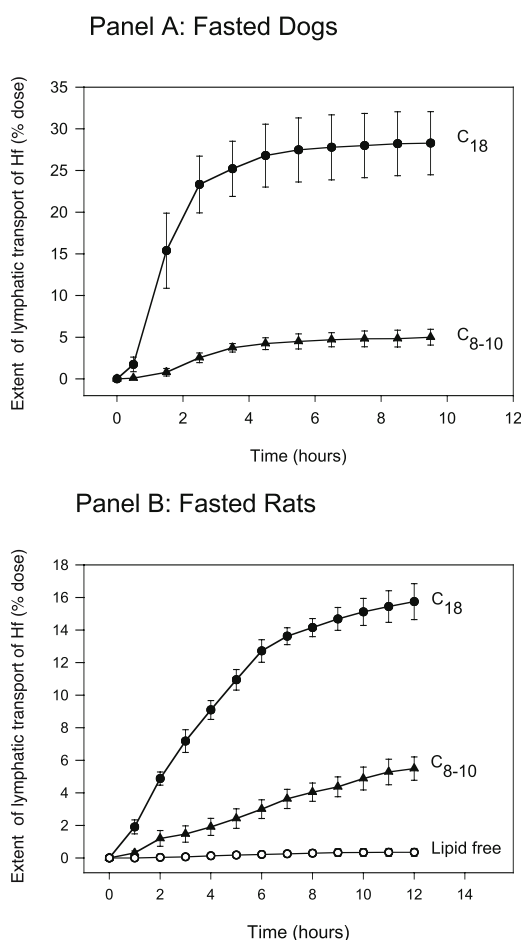 Panel A: Fasted Dogs
Extent of lymphatic transport of Hf (% dose)
35
30
25
20
15
10
5
0
C18
C8-10
0 2 4 6 8 10 12
Time (hours)
Panel B: Fasted Rats
Extent of lymphatic transport of Hf (% dose)
18
16
14
12
10
8
6
4
2
0
C18
C8-10
Lipid free
0 2 4 6 8 10 12 14
Time (hours)